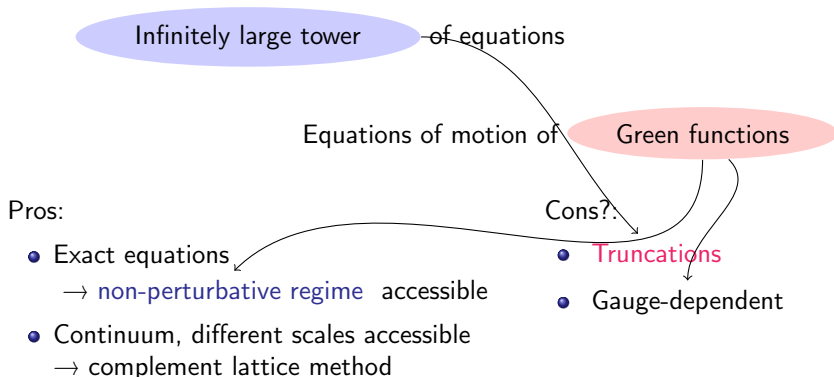 Infinitely large tower of equations
Equations of motion of Green functions
Pros:
Exact equations
→ non-perturbative regime accessible
Continuum, different scales accessible
→ complement lattice method
Cons?:
Truncations
Gauge-dependent